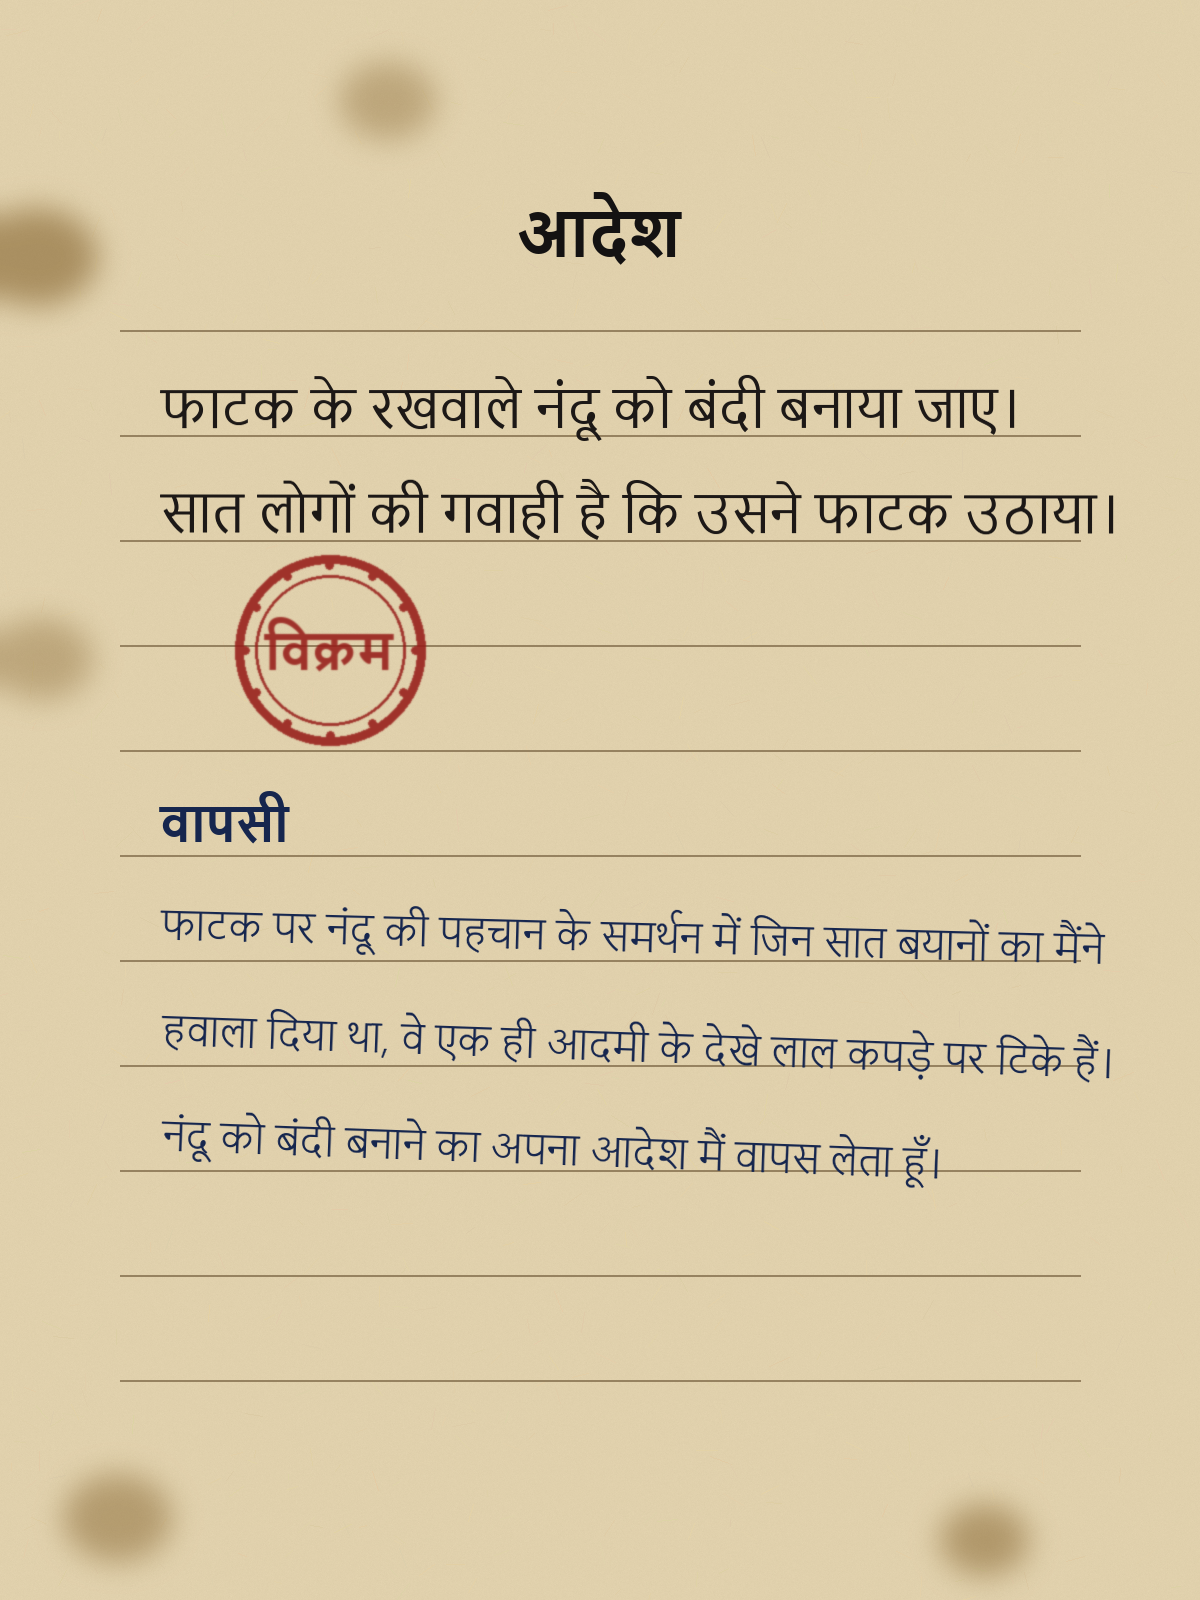 आदेश
फाटक के रखवाले नंदू को बंदी बनाया जाए।
सात लोगों की गवाही है कि उसने फाटक उठाया।
विक्रम
वापसी
फाटक पर नंदू की पहचान के समर्थन में जिन सात बयानों का मैंने
हवाला दिया था, वे एक ही आदमी के देखे लाल कपड़े पर टिके हैं।
नंदू को बंदी बनाने का अपना आदेश मैं वापस लेता हूँ।